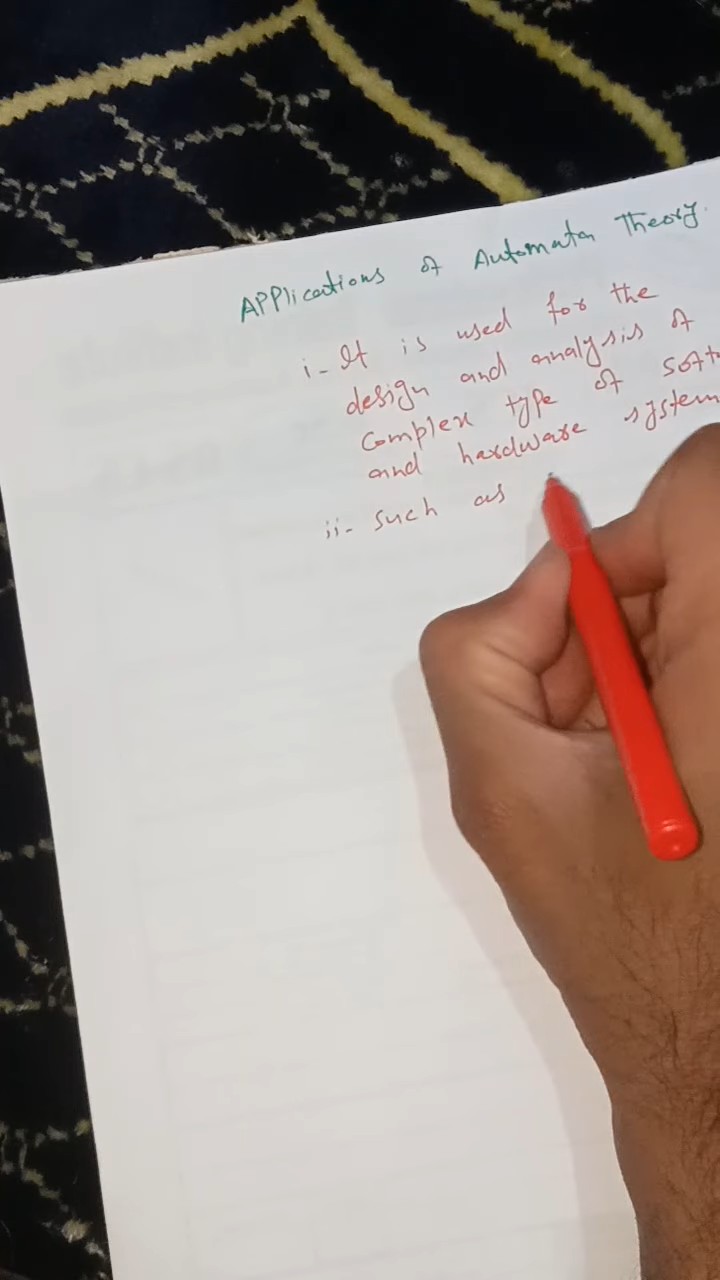 Applications of Automata Theory.
i- It is used for the
design and analysis of
complex type of soft
and hardware system
ii- such as